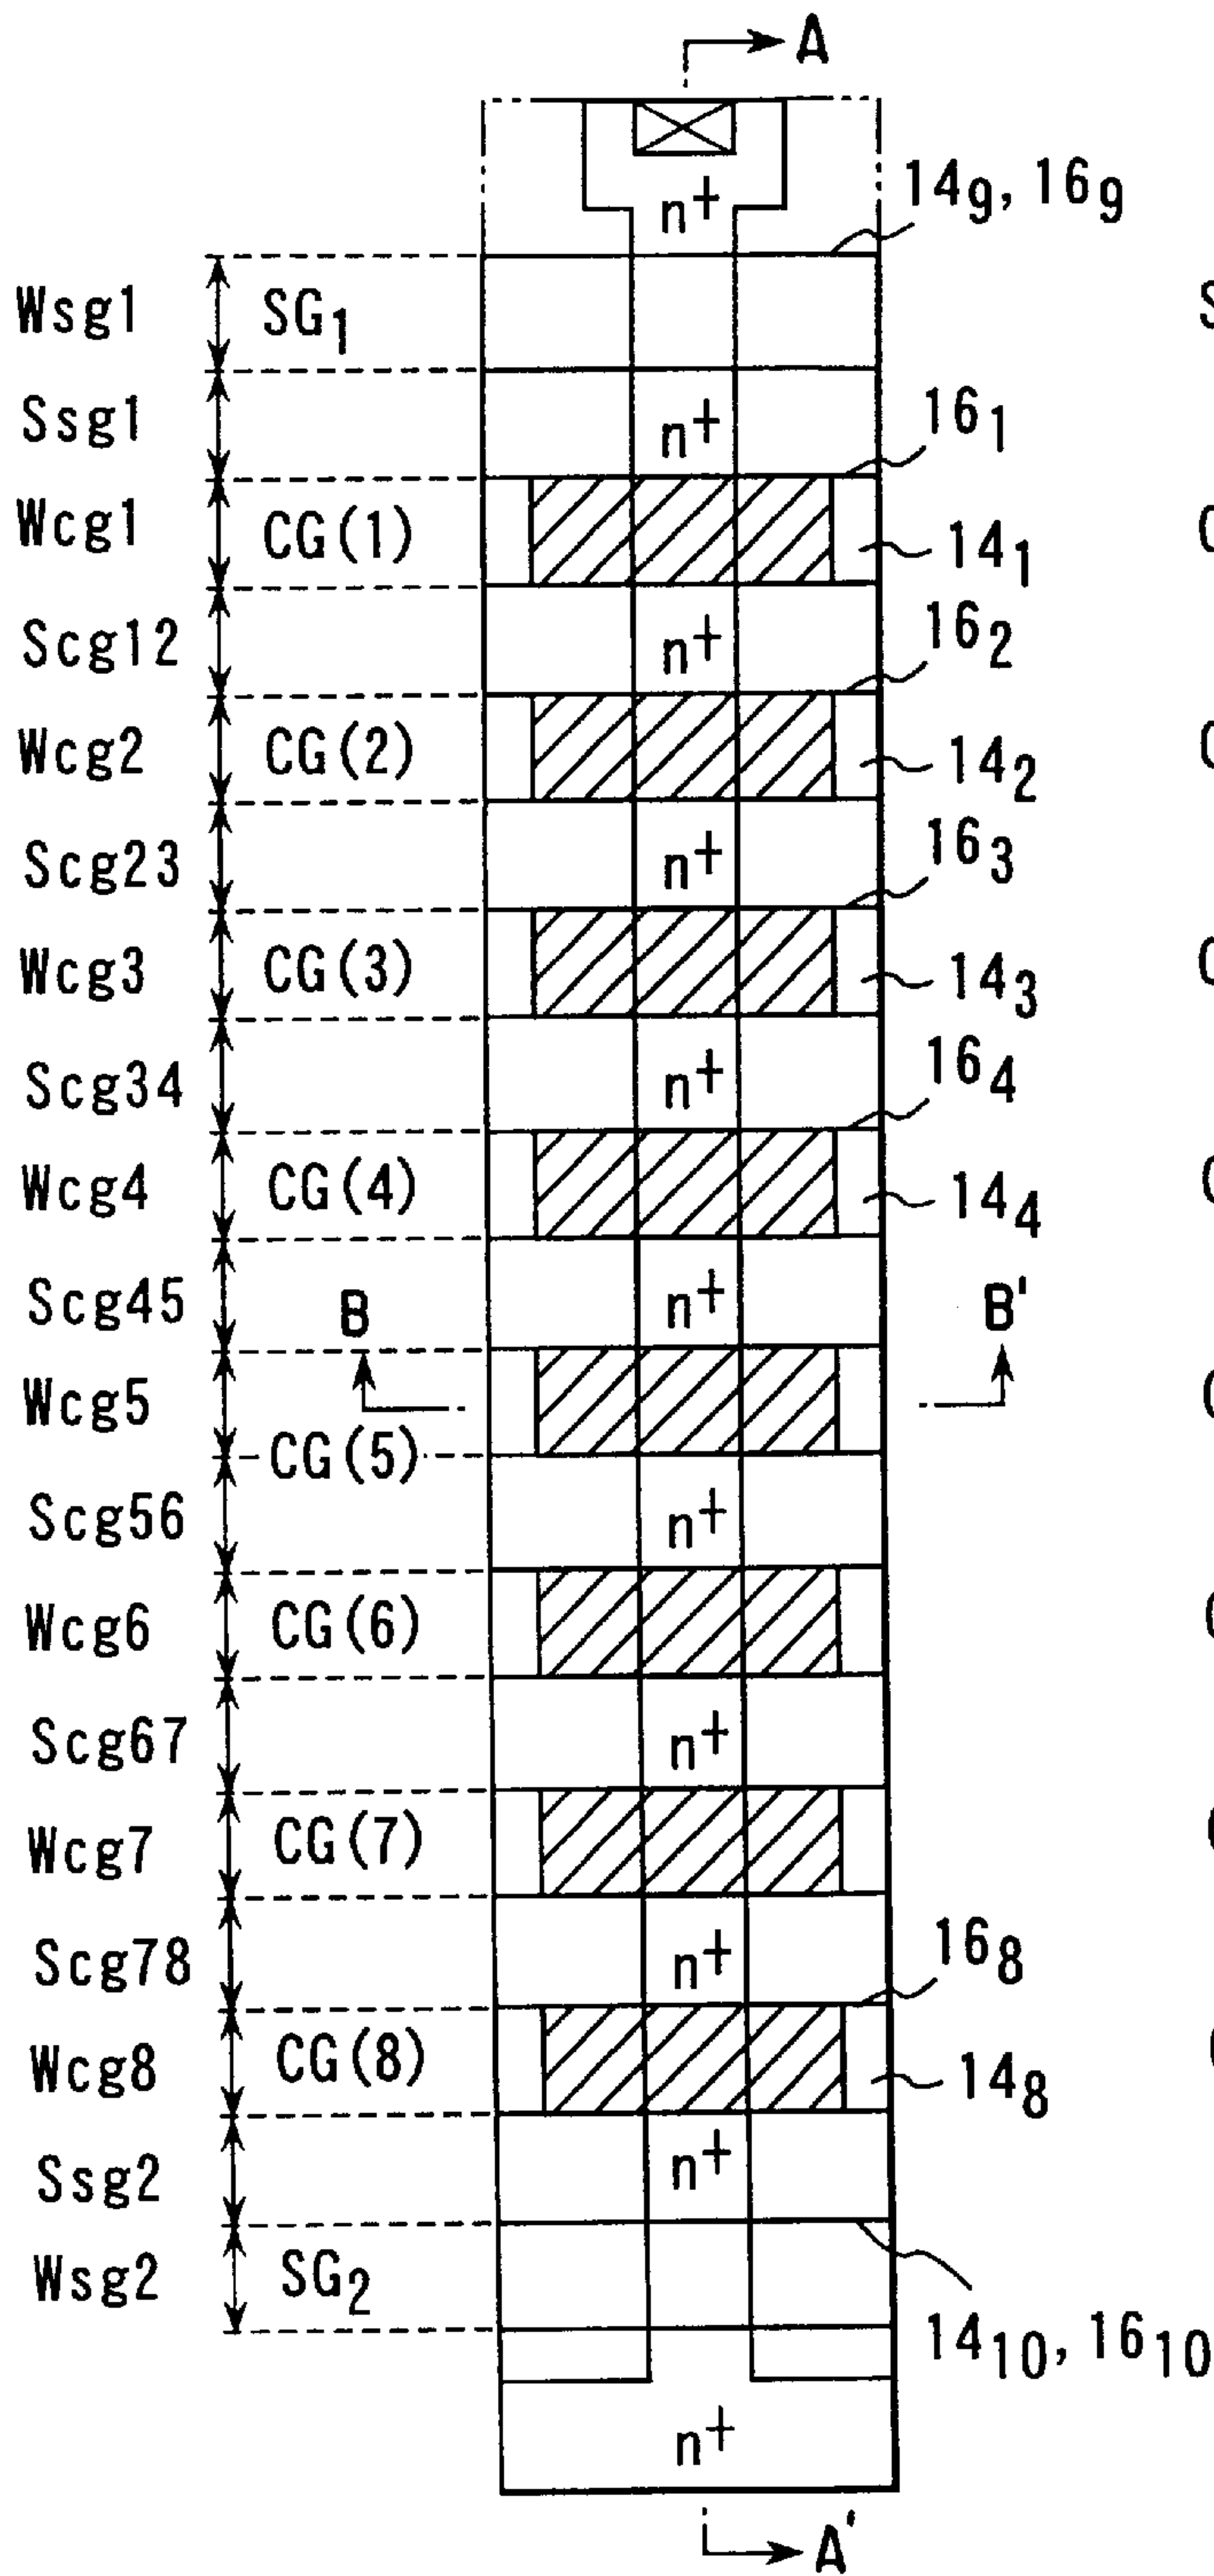 A
n+
14₉, 16₉
Wsg1 SG₁
Ssg1 n+
16₁
Wcg1 CG(1) 14₁
Scg12 n+
16₂
Wcg2 CG(2) 14₂
Scg23 n+
16₃
Wcg3 CG(3) 14₃
Scg34 n+
16₄
Wcg4 CG(4) 14₄
Scg45 n+
B B'
Wcg5
CG(5)
Scg56 n+
Wcg6 CG(6)
Scg67 n+
Wcg7 CG(7)
Scg78 n+
16₈
Wcg8 CG(8) 14₈
Ssg2 n+
Wsg2 SG₂
14₁₀, 16₁₀
n+
A'